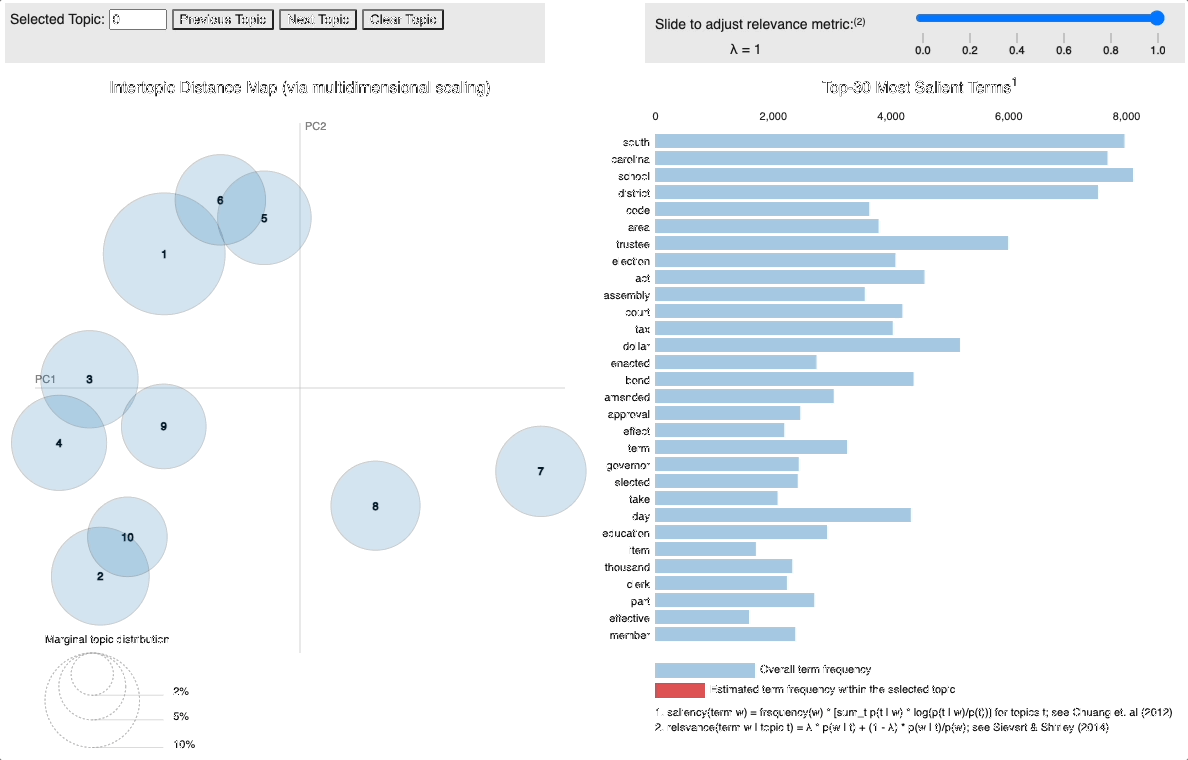 Selected Topic: 0 Previous Topic Next Topic Clear Topic
Slide to adjust relevance metric:(2)
λ = 1
0.0 0.2 0.4 0.6 0.8 1.0
Intertopic Distance Map (via multidimensional scaling)
PC2
PC1
6
5
1
3
9
4
7
8
10
2
Marginal topic distribution
2%
5%
10%
Top-30 Most Salient Terms1
0 2,000 4,000 6,000 8,000
south
carolina
school
district
code
area
trustee
election
act
assembly
court
tax
dollar
enacted
bond
amended
approval
effect
term
governor
elected
take
day
education
item
thousand
clerk
part
effective
member
Overall term frequency
Estimated term frequency within the selected topic
1. saliency(term w) = frequency(w) * [sum_t p(t | w) * log(p(t | w)/p(t))] for topics t; see Chuang et. al (2012)
2. relevance(term w | topic t) = λ * p(w | t) + (1 - λ) * p(w | t)/p(w); see Sievert & Shirley (2014)